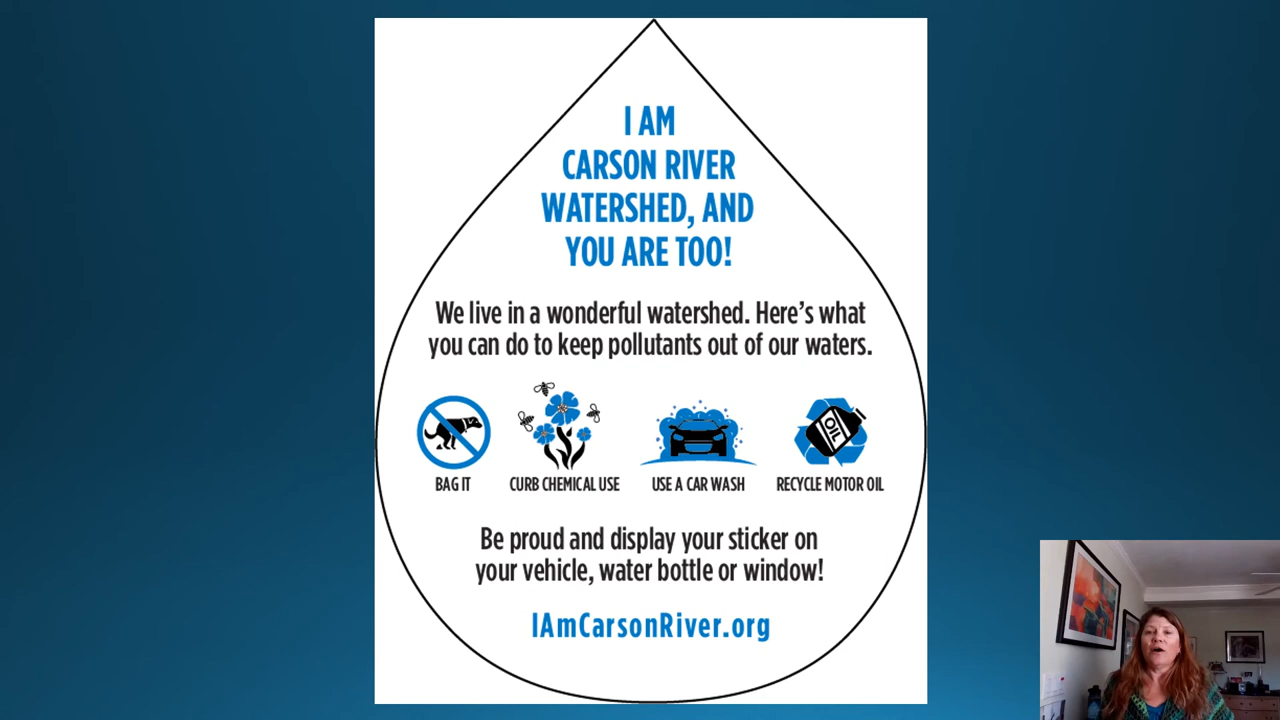 I AM
CARSON RIVER
WATERSHED, AND
YOU ARE TOO!
We live in a wonderful watershed. Here's what
you can do to keep pollutants out of our waters.
OIL
BAG IT
CURB CHEMICAL USE
USE A CAR WASH
RECYCLE MOTOR OIL
Be proud and display your sticker on
your vehicle, water bottle or window!
IAmCarsonRiver.org